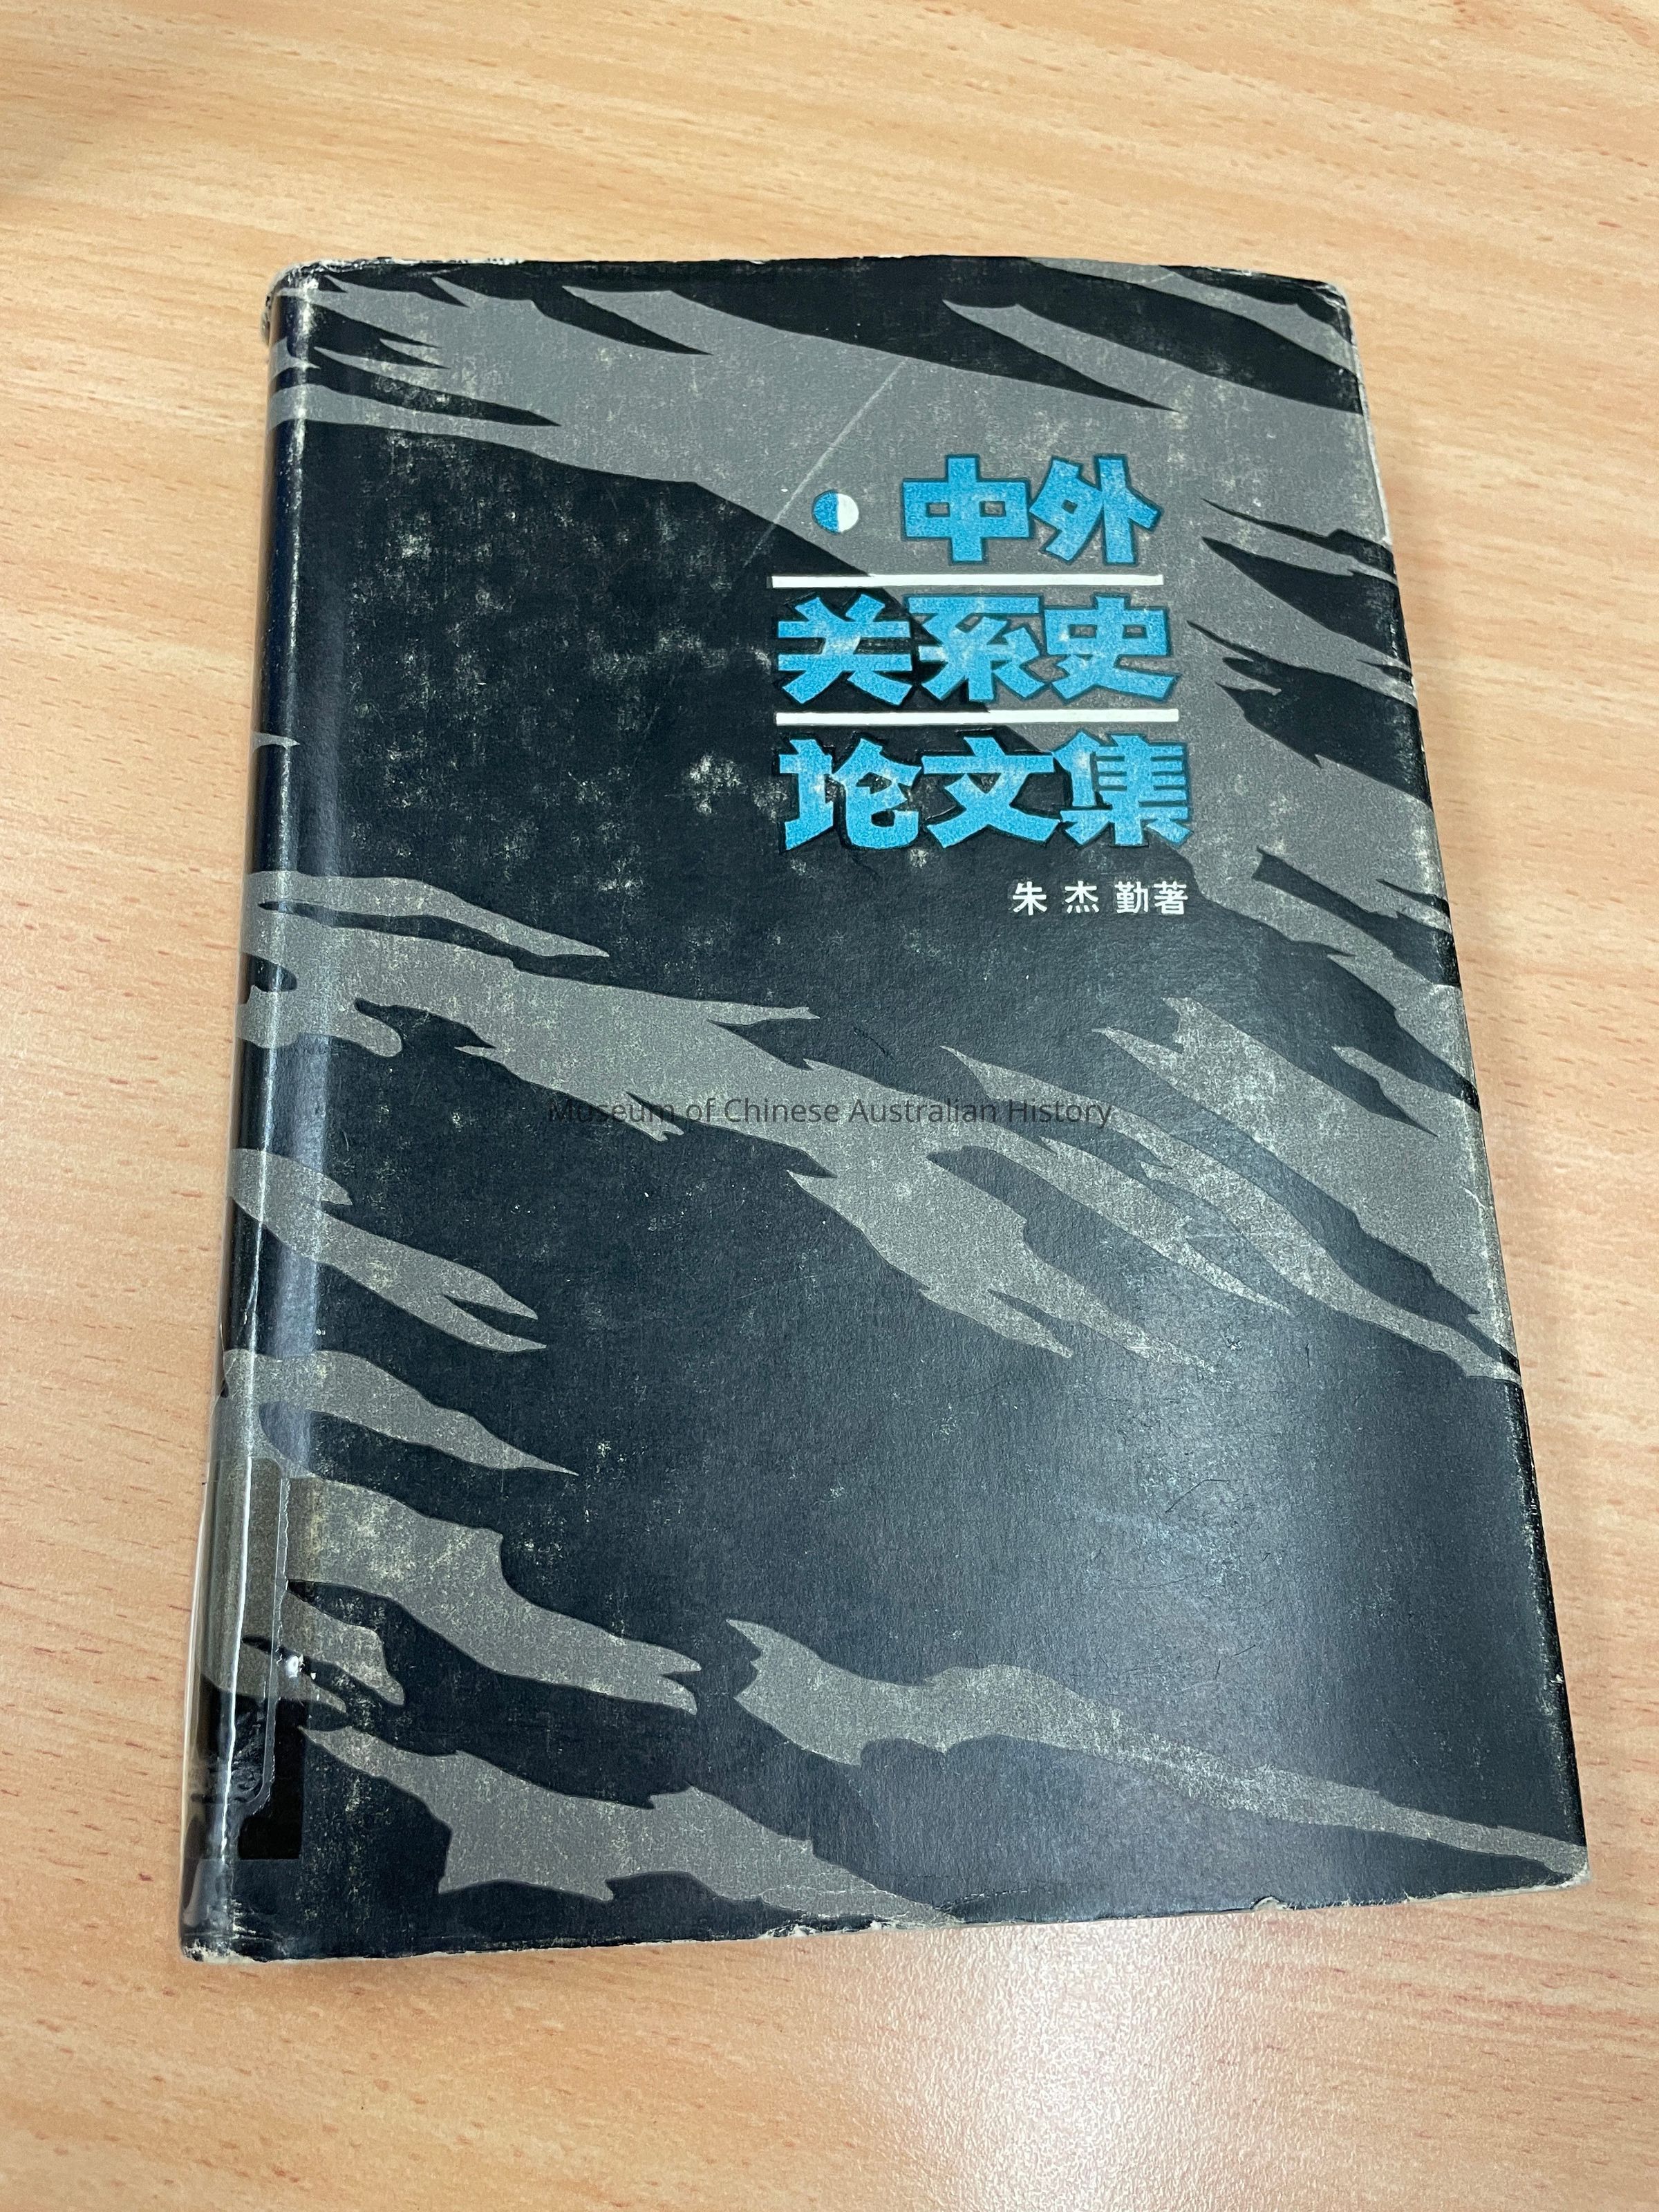 中外
关系史
论文集
朱杰勤著
Museum of Chinese Australian History